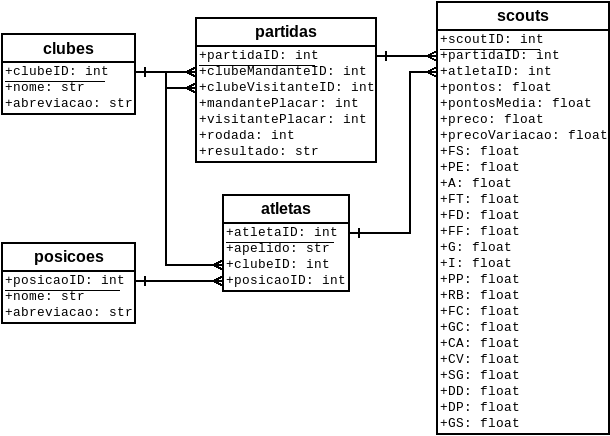 clubes
+clubeID: int
+nome: str
+abreviacao: str
partidas
+partidaID: int
+clubeMandanteID: int
+clubeVisitanteID: int
+mandantePlacar: int
+visitantePlacar: int
+rodada: int
+resultado: str
atletas
+atletaID: int
+apelido: str
+clubeID: int
+posicaoID: int
posicoes
+posicaoID: int
+nome: str
+abreviacao: str
scouts
+scoutID: int
+partidaID: int
+atletaID: int
+pontos: float
+pontosMedia: float
+preco: float
+precoVariacao: float
+FS: float
+PE: float
+A: float
+FT: float
+FD: float
+FF: float
+G: float
+I: float
+PP: float
+RB: float
+FC: float
+GC: float
+CA: float
+CV: float
+SG: float
+DD: float
+DP: float
+GS: float